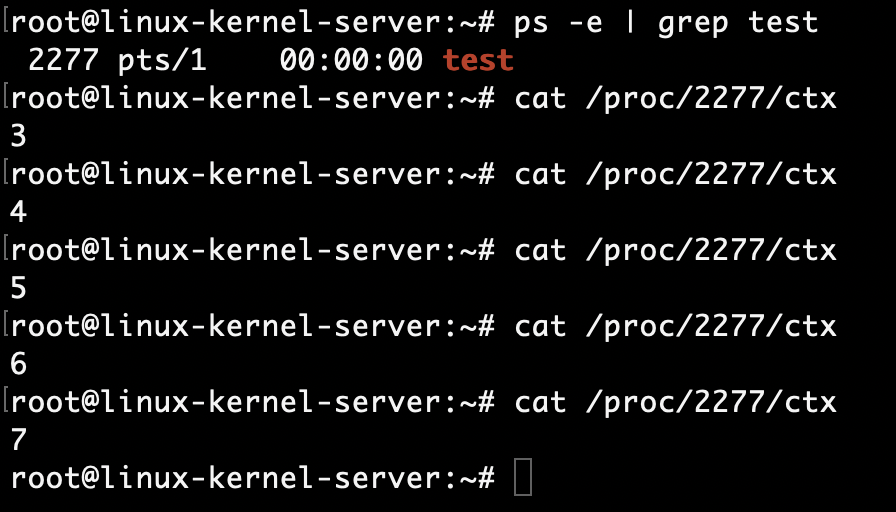 root@linux-kernel-server:~# ps -e | grep test
 2277 pts/1    00:00:00 test
root@linux-kernel-server:~# cat /proc/2277/ctx
3
root@linux-kernel-server:~# cat /proc/2277/ctx
4
root@linux-kernel-server:~# cat /proc/2277/ctx
5
root@linux-kernel-server:~# cat /proc/2277/ctx
6
root@linux-kernel-server:~# cat /proc/2277/ctx
7
root@linux-kernel-server:~#